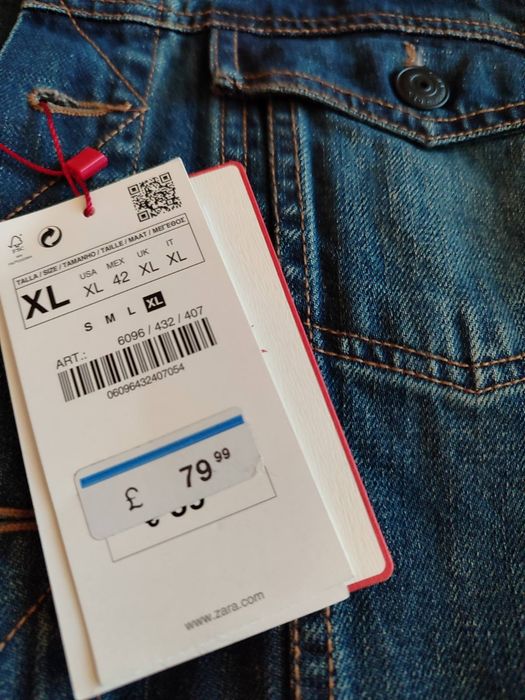 TALLA / SIZE / TAMANHO / TAILLE / MAAT / ΜΕΓΕΘΟΣ
XL
USA MEX UK IT
XL 42 XL XL
S M L XL
6096 / 432 / 407
ART.:
06096432407054
£ 79.99
www.zara.com